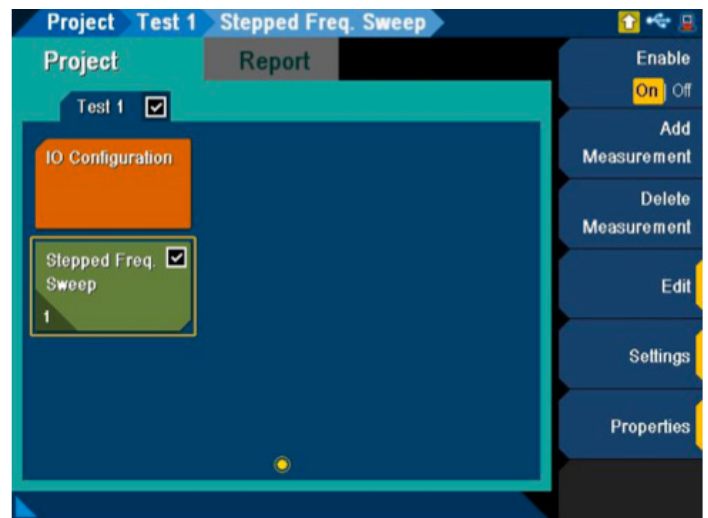 Project Test 1 Stepped Freq. Sweep
Project Report
Test 1
IO Configuration
Stepped Freq.
Sweep
1
Enable
On Off
Add
Measurement
Delete
Measurement
Edit
Settings
Properties